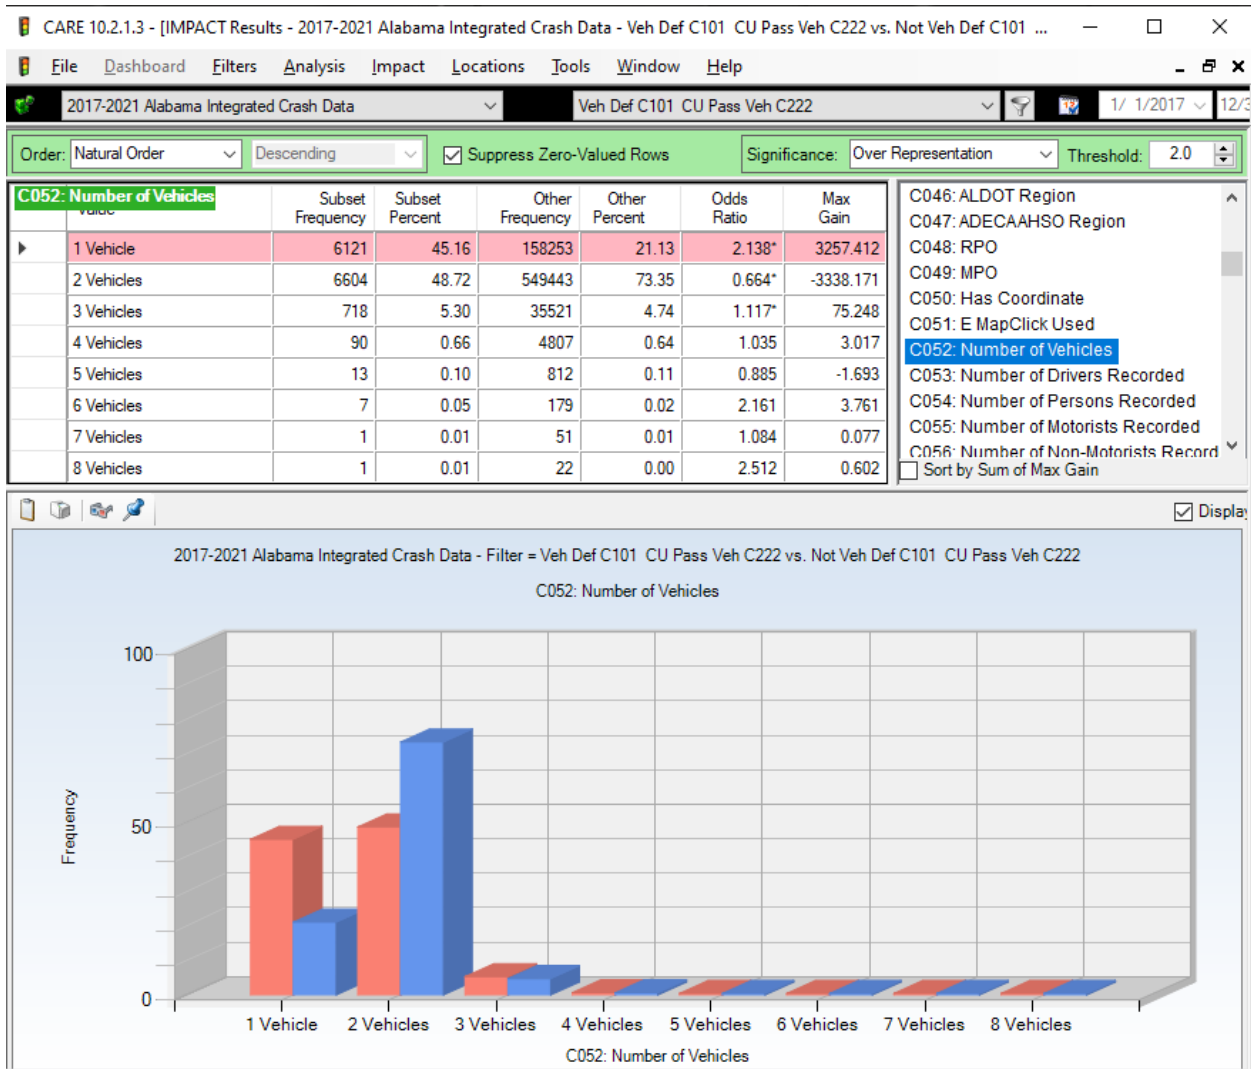 CARE 10.2.1.3 - [IMPACT Results - 2017-2021 Alabama Integrated Crash Data - Veh Def C101 CU Pass Veh C222 vs. Not Veh Def C101 ...
File Dashboard Filters Analysis Impact Locations Tools Window Help
2017-2021 Alabama Integrated Crash Data Veh Def C101 CU Pass Veh C222 1/ 1/2017 12/3
Order: Natural Order Descending Suppress Zero-Valued Rows Significance: Over Representation Threshold: 2.0
C052: Number of Vehicles
Value Subset Frequency Subset Percent Other Frequency Other Percent Odds Ratio Max Gain
1 Vehicle 6121 45.16 158253 21.13 2.138* 3257.412
2 Vehicles 6604 48.72 549443 73.35 0.664* -3338.171
3 Vehicles 718 5.30 35521 4.74 1.117* 75.248
4 Vehicles 90 0.66 4807 0.64 1.035 3.017
5 Vehicles 13 0.10 812 0.11 0.885 -1.693
6 Vehicles 7 0.05 179 0.02 2.161 3.761
7 Vehicles 1 0.01 51 0.01 1.084 0.077
8 Vehicles 1 0.01 22 0.00 2.512 0.602
C046: ALDOT Region
C047: ADECAAHSO Region
C048: RPO
C049: MPO
C050: Has Coordinate
C051: E MapClick Used
C052: Number of Vehicles
C053: Number of Drivers Recorded
C054: Number of Persons Recorded
C055: Number of Motorists Recorded
C056: Number of Non-Motorists Record
Sort by Sum of Max Gain
Display
2017-2021 Alabama Integrated Crash Data - Filter = Veh Def C101 CU Pass Veh C222 vs. Not Veh Def C101 CU Pass Veh C222
C052: Number of Vehicles
100
50
0
Frequency
1 Vehicle 2 Vehicles 3 Vehicles 4 Vehicles 5 Vehicles 6 Vehicles 7 Vehicles 8 Vehicles
C052: Number of Vehicles